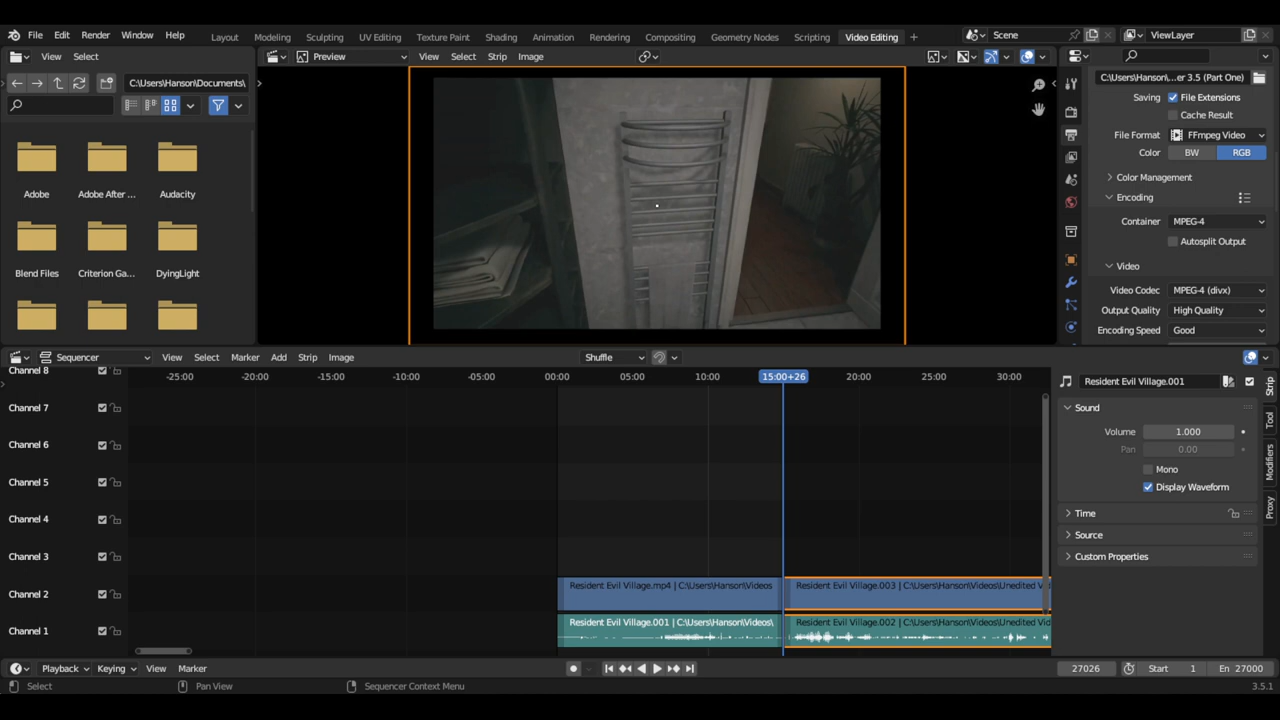 File Edit Render Window Help Layout Modeling Sculpting UV Editing Texture Paint Shading Animation Rendering Compositing Geometry Nodes Video Editing Scripting + Scene ViewLayer
View Select Preview View Select Strip Image
C:\Users\Hanson\Documents\ C:\Users\Hanson\...er 3.5 (Part One)
Saving File Extensions
Cache Result
File Format FFmpeg Video
Color BW RGB
Color Management
Encoding
Container MPEG-4
Autosplit Output
Video
Video Codec MPEG-4 (divx)
Output Quality High Quality
Encoding Speed Good
Adobe Adobe After ... Audacity
Blend Files Criterion Ga... DyingLight
Sequencer View Select Marker Add Strip Image Shuffle
-25:00 -20:00 -15:00 -10:00 -05:00 00:00 05:00 10:00 15:00+26 20:00 25:00 30:00
Channel 8
Channel 7
Channel 6
Channel 5
Channel 4
Channel 3
Channel 2
Channel 1
Resident Evil Village.mp4 | C:\Users\Hanson\Videos Resident Evil Village.003 | C:\Users\Hanson\Videos\Unedited Vi
Resident Evil Village.001 | C:\Users\Hanson\Videos\ Resident Evil Village.002 | C:\Users\Hanson\Videos\Unedited Vid
Resident Evil Village.001
Sound
Volume 1.000
Pan 0.00
Mono
Display Waveform
Time
Source
Custom Properties
Strip
Tool
Modifiers
Proxy
Playback Keying View Marker 27026 Start 1 En 27000
Select Pan View Sequencer Context Menu 3.5.1